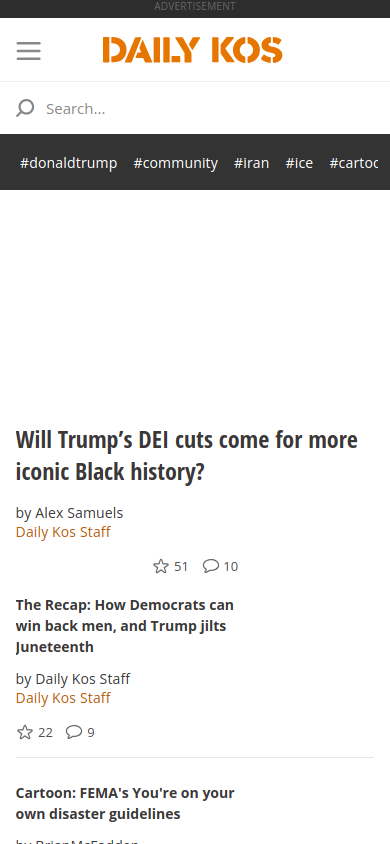 ADVERTISEMENT
DAILY KOS
Search...
#donaldtrump #community #iran #ice #cartoo
Will Trump’s DEI cuts come for more
iconic Black history?
by Alex Samuels
Daily Kos Staff
51 10
The Recap: How Democrats can
win back men, and Trump jilts
Juneteenth
by Daily Kos Staff
Daily Kos Staff
22 9
Cartoon: FEMA's You're on your
own disaster guidelines
by BrianMcFadden